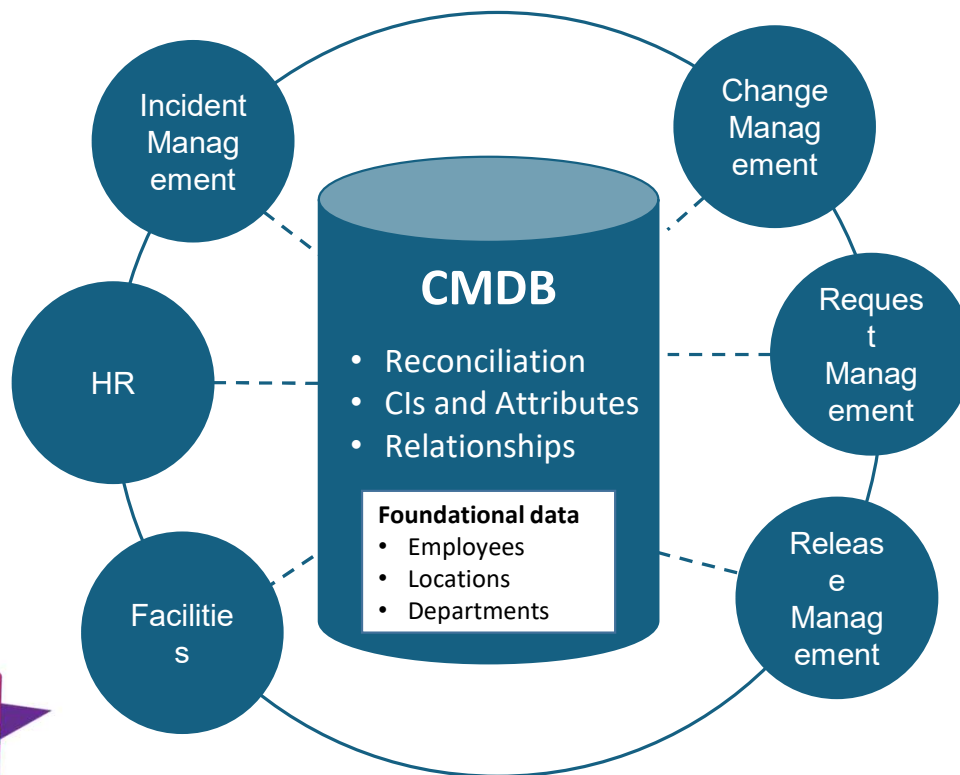 Incident
Manag
ement
Change
Manag
ement
CMDB
• Reconciliation
• CIs and Attributes
• Relationships
HR
Reques
t
Manag
ement
Foundational data
• Employees
• Locations
• Departments
Facilitie
s
Releas
e
Manag
ement